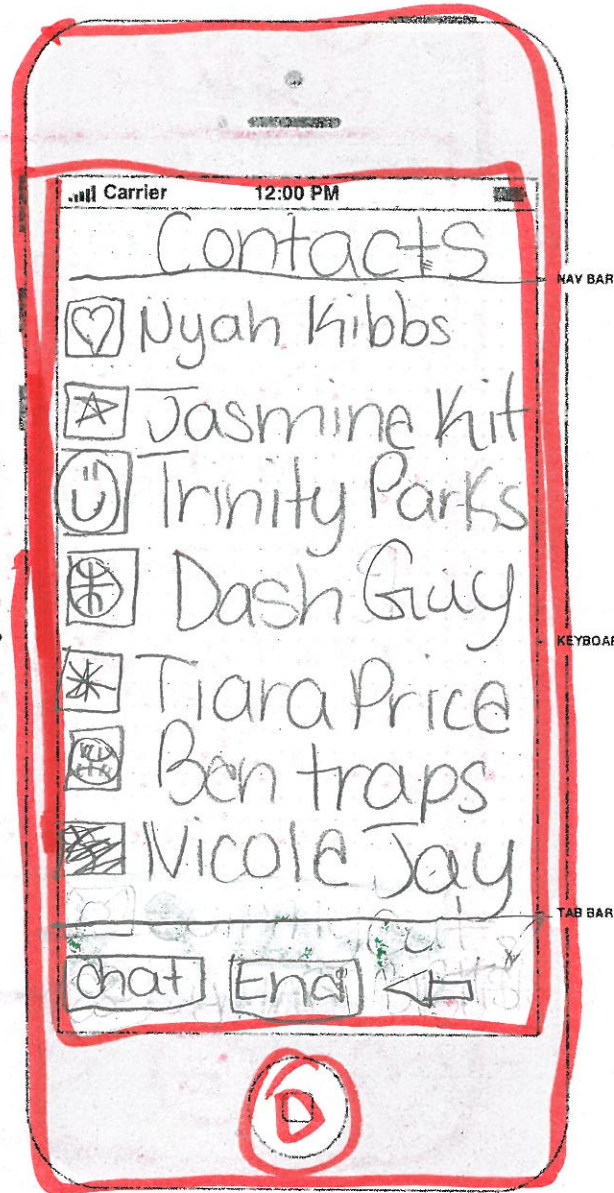 Carrier 12:00 PM
Contacts
NAV BAR
Nyah Kibbs
Jasmine Kit
Trinity Parks
Dash Guy
KEYBOAR
Tiara Price
Ben traps
Nicole Jay
TAB BAR
Chat End